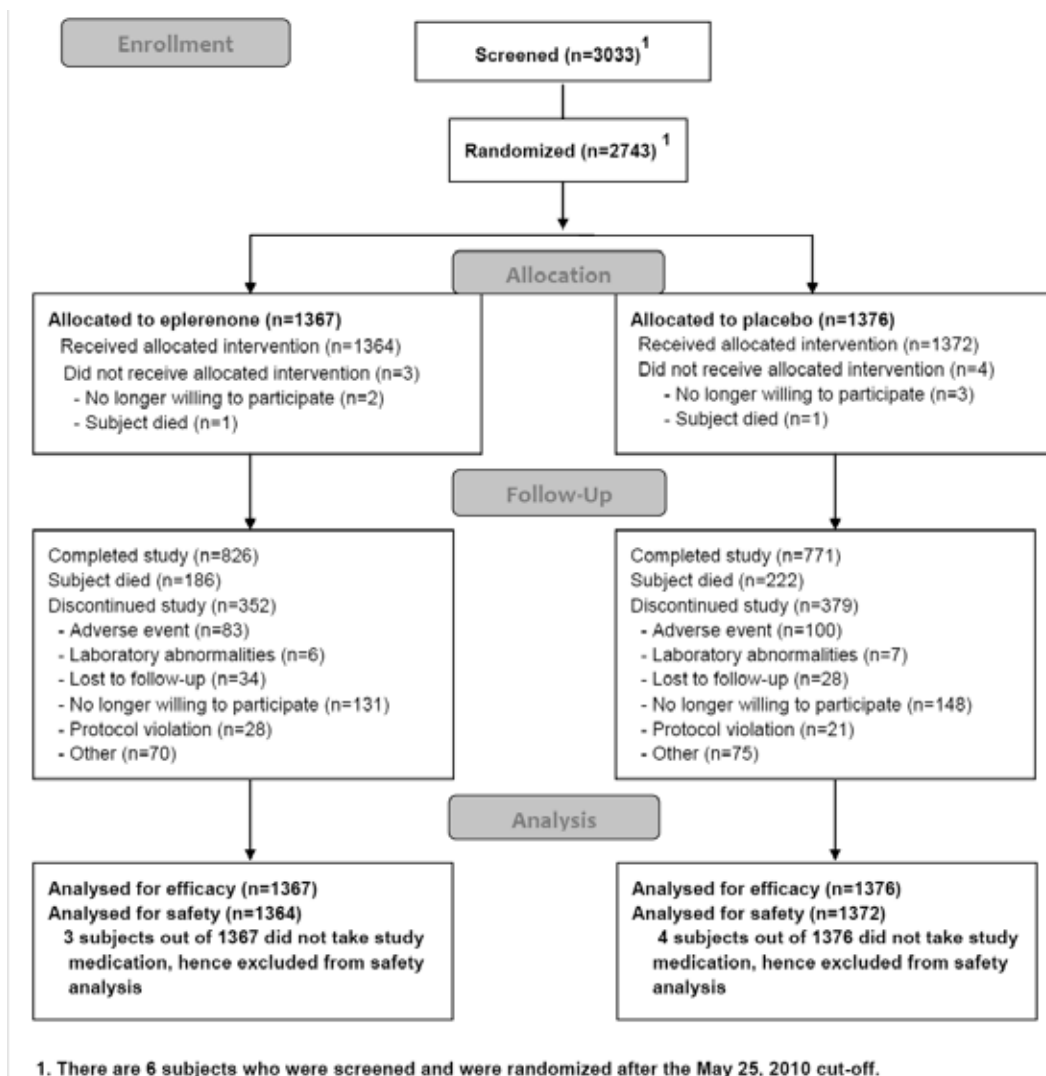 Enrollment
Screened (n=3033)1
Randomized (n=2743)1
Allocation
Allocated to eplerenone (n=1367)
Received allocated intervention (n=1364)
Did not receive allocated intervention (n=3)
- No longer willing to participate (n=2)
- Subject died (n=1)
Allocated to placebo (n=1376)
Received allocated intervention (n=1372)
Did not receive allocated intervention (n=4)
- No longer willing to participate (n=3)
- Subject died (n=1)
Follow-Up
Completed study (n=826)
Subject died (n=186)
Discontinued study (n=352)
- Adverse event (n=83)
- Laboratory abnormalities (n=6)
- Lost to follow-up (n=34)
- No longer willing to participate (n=131)
- Protocol violation (n=28)
- Other (n=70)
Completed study (n=771)
Subject died (n=222)
Discontinued study (n=379)
- Adverse event (n=100)
- Laboratory abnormalities (n=7)
- Lost to follow-up (n=28)
- No longer willing to participate (n=148)
- Protocol violation (n=21)
- Other (n=75)
Analysis
Analysed for efficacy (n=1367)
Analysed for safety (n=1364)
3 subjects out of 1367 did not take study
medication, hence excluded from safety
analysis
Analysed for efficacy (n=1376)
Analysed for safety (n=1372)
4 subjects out of 1376 did not take study
medication, hence excluded from safety
analysis
1. There are 6 subjects who were screened and were randomized after the May 25, 2010 cut-off.